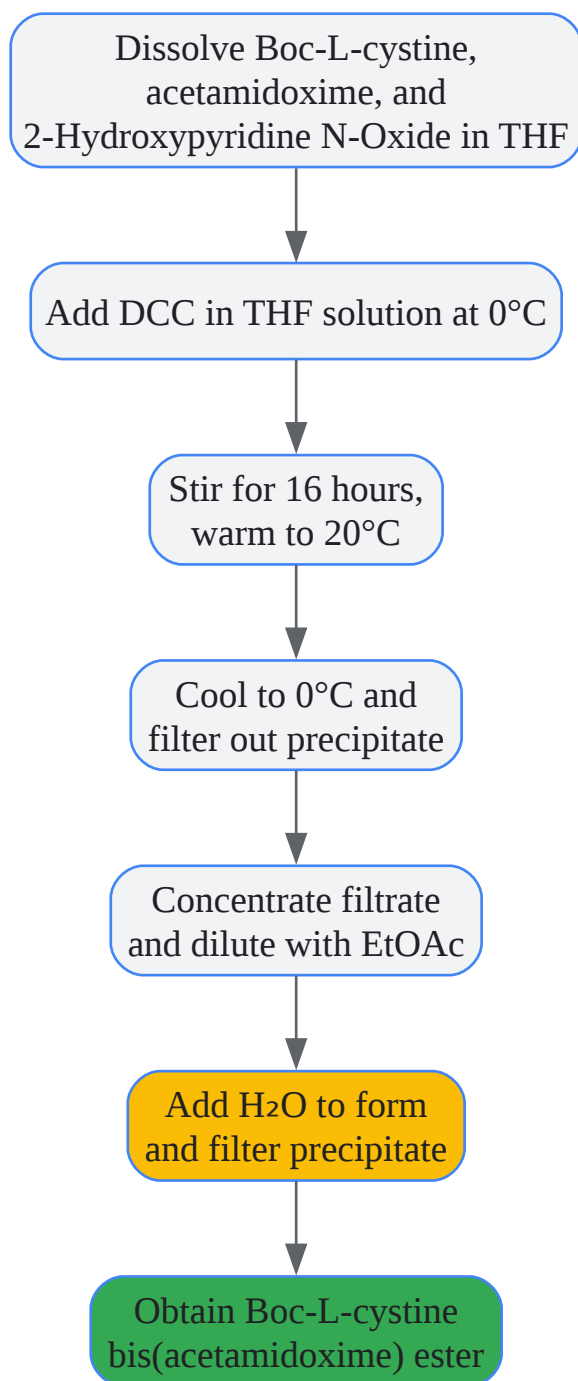 Dissolve Boc-L-cystine,
acetamidoxime, and
2-Hydroxypyridine N-Oxide in THF
Add DCC in THF solution at 0°C
Stir for 16 hours,
warm to 20°C
Cool to 0°C and
filter out precipitate
Concentrate filtrate
and dilute with EtOAc
Add H₂O to form
and filter precipitate
Obtain Boc-L-cystine
bis(acetamidoxime) ester